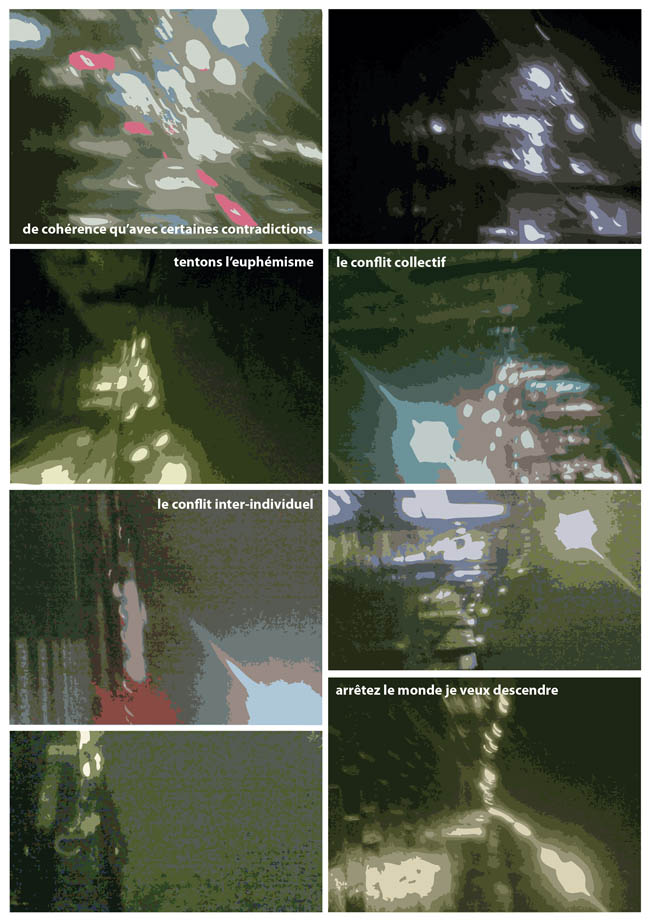 de cohérence qu'avec certaines contradictions
tentons l'euphémisme
le conflit collectif
le conflit inter-individuel
arrêtez le monde je veux descendre